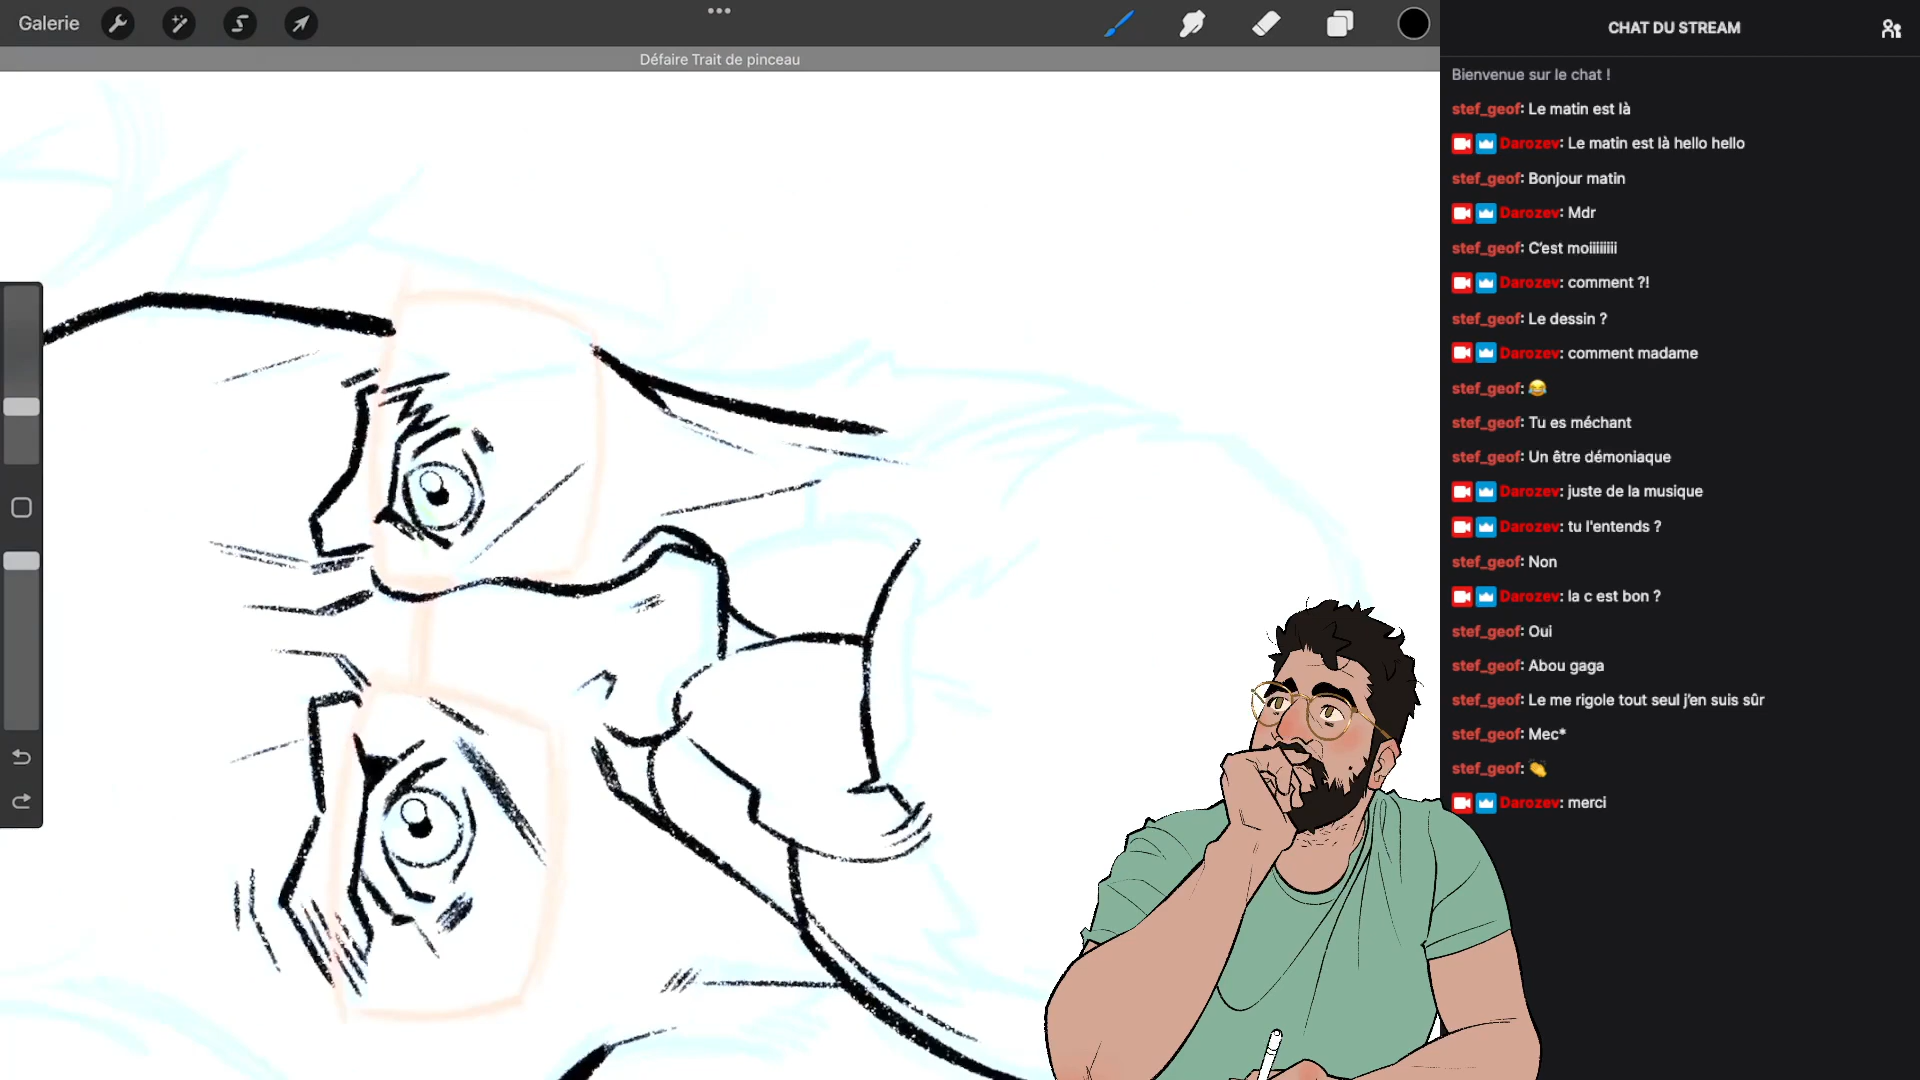 Galerie
Défaire Trait de pinceau
CHAT DU STREAM
Bienvenue sur le chat !
stef_geof: Le matin est là
Darozev: Le matin est là hello hello
stef_geof: Bonjour matin
Darozev: Mdr
stef_geof: C'est moiiiiiiiii
Darozev: comment ?!
stef_geof: Le dessin ?
Darozev: comment madame
stef_geof: 😂
stef_geof: Tu es méchant
stef_geof: Un être démoniaque
Darozev: juste de la musique
Darozev: tu l'entends ?
stef_geof: Non
Darozev: la c est bon ?
stef_geof: Oui
stef_geof: Abou gaga
stef_geof: Le me rigole tout seul j'en suis sûr
stef_geof: Mec*
stef_geof: 👏
Darozev: merci